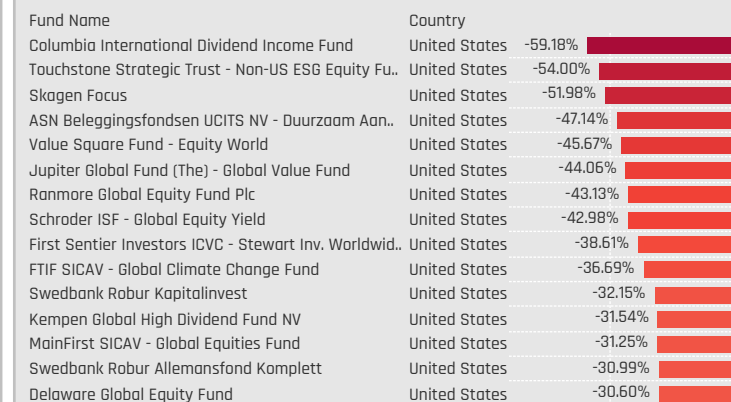 Fund Name Country
Columbia International Dividend Income Fund United States -59.18%
Touchstone Strategic Trust - Non-US ESG Equity Fu.. United States -54.00%
Skagen Focus United States -51.98%
ASN Beleggingsfondsen UCITS NV - Duurzaam Aan.. United States -47.14%
Value Square Fund - Equity World United States -45.67%
Jupiter Global Fund (The) - Global Value Fund United States -44.06%
Ranmore Global Equity Fund Plc United States -43.13%
Schroder ISF - Global Equity Yield United States -42.98%
First Sentier Investors ICVC - Stewart Inv. Worldwid.. United States -38.61%
FTIF SICAV - Global Climate Change Fund United States -36.69%
Swedbank Robur Kapitalinvest United States -32.15%
Kempen Global High Dividend Fund NV United States -31.54%
MainFirst SICAV - Global Equities Fund United States -31.25%
Swedbank Robur Allemansfond Komplett United States -30.99%
Delaware Global Equity Fund United States -30.60%